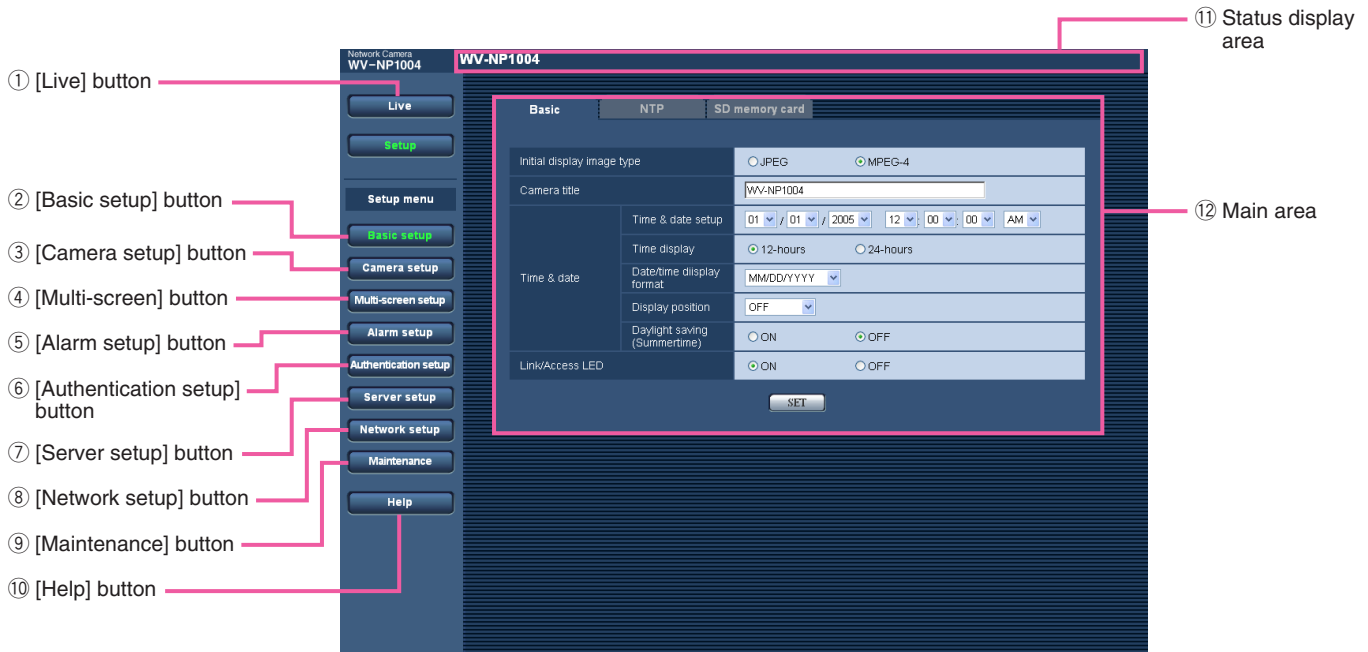 ⑪ Status display
area
Network Camera
WV-NP1004
WV-NP1004
① [Live] button
Live
Basic
NTP
SD memory card
Setup
Initial display image type
JPEG
MPEG-4
Camera title
WV-NP1004
② [Basic setup] button
Setup menu
⑫ Main area
Time & date setup
01 / 01 / 2005 12 : 00 : 00 AM
Basic setup
③ [Camera setup] button
Time display
12-hours
24-hours
Camera setup
Time & date
Date/time diisplay
format
MM/DD/YYYY
④ [Multi-screen] button
Multi-screen setup
Display position
OFF
⑤ [Alarm setup] button
Alarm setup
Daylight saving
(Summertime)
ON
OFF
Authentication setup
Link/Access LED
ON
OFF
⑥ [Authentication setup]
button
Server setup
SET
Network setup
⑦ [Server setup] button
Maintenance
⑧ [Network setup] button
Help
⑨ [Maintenance] button
⑩ [Help] button